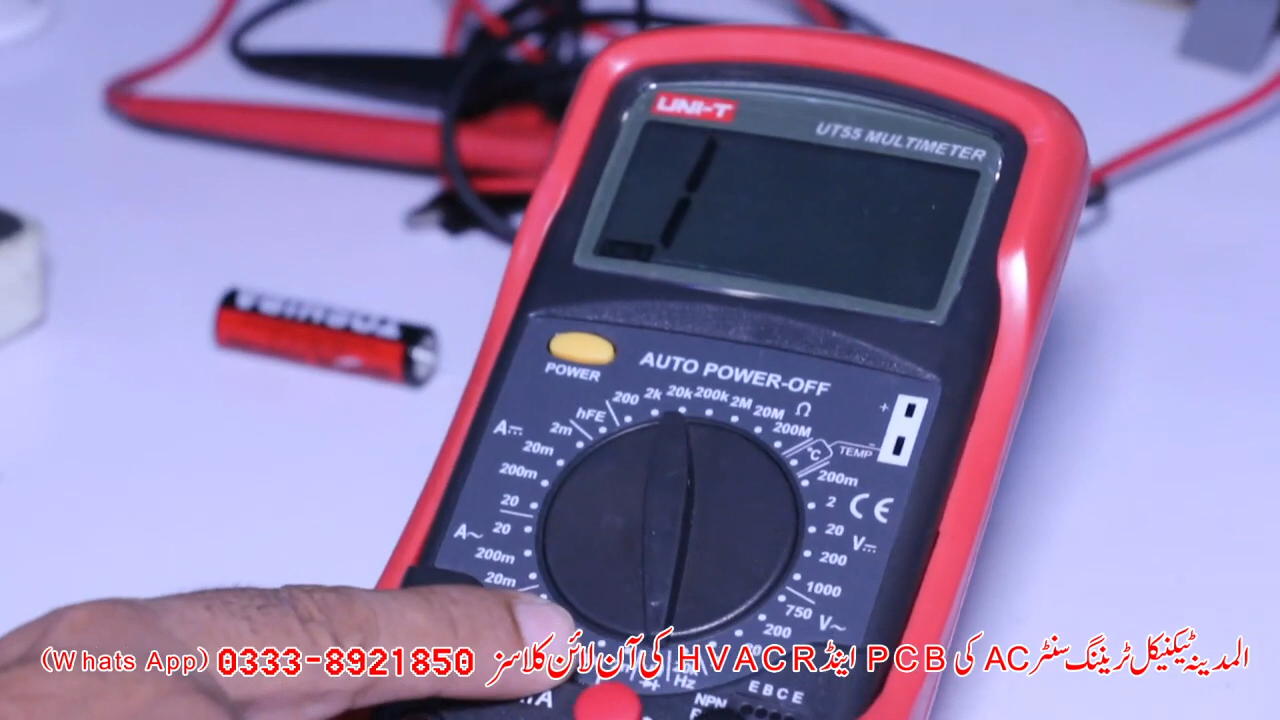 UNI-T
UT55 MULTIMETER
TOSHIBA
POWER
AUTO POWER-OFF
hFE
200
2k
20k
200k
2M
20M
Ω
200M
A⎓
2m
20m
200m
20
A~
20
200m
20m
°C
TEMP
+
−
200m
2
CE
20
V⎓
200
1000
750
V~
200
Hz
NPN
E B C E
المدینہ ٹیکنیکل ٹریننگ سنٹر AC کی PCB اینڈ HVACR کی آن لائن کلاسز 0333-8921850 (Whats App)